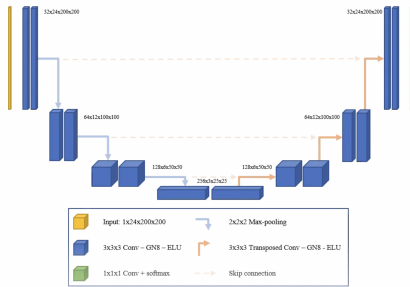 32x24x200x200
32x24x200x200
64x12x100x100
64x12x100x100
128x6x50x50
256x3x25x25
128x6x50x50
Input: 1x24x200x200
2x2x2 Max-pooling
3x3x3 Conv – GN8 – ELU
3x3x3 Transposed Conv – GN8 - ELU
1x1x1 Conv + softmax
Skip connection